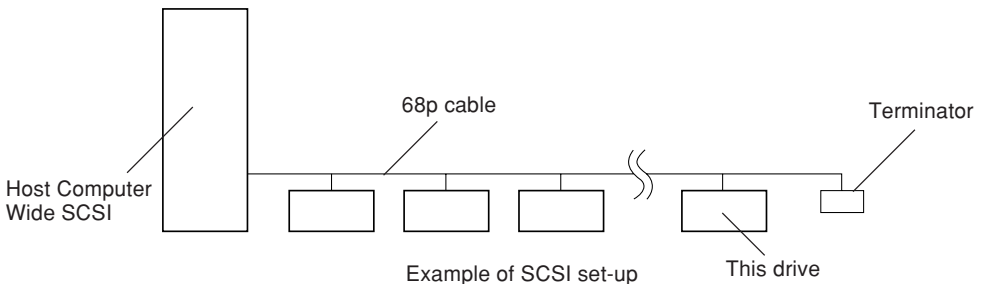 68p cable
Terminator
Host Computer
Wide SCSI
This drive
Example of SCSI set-up